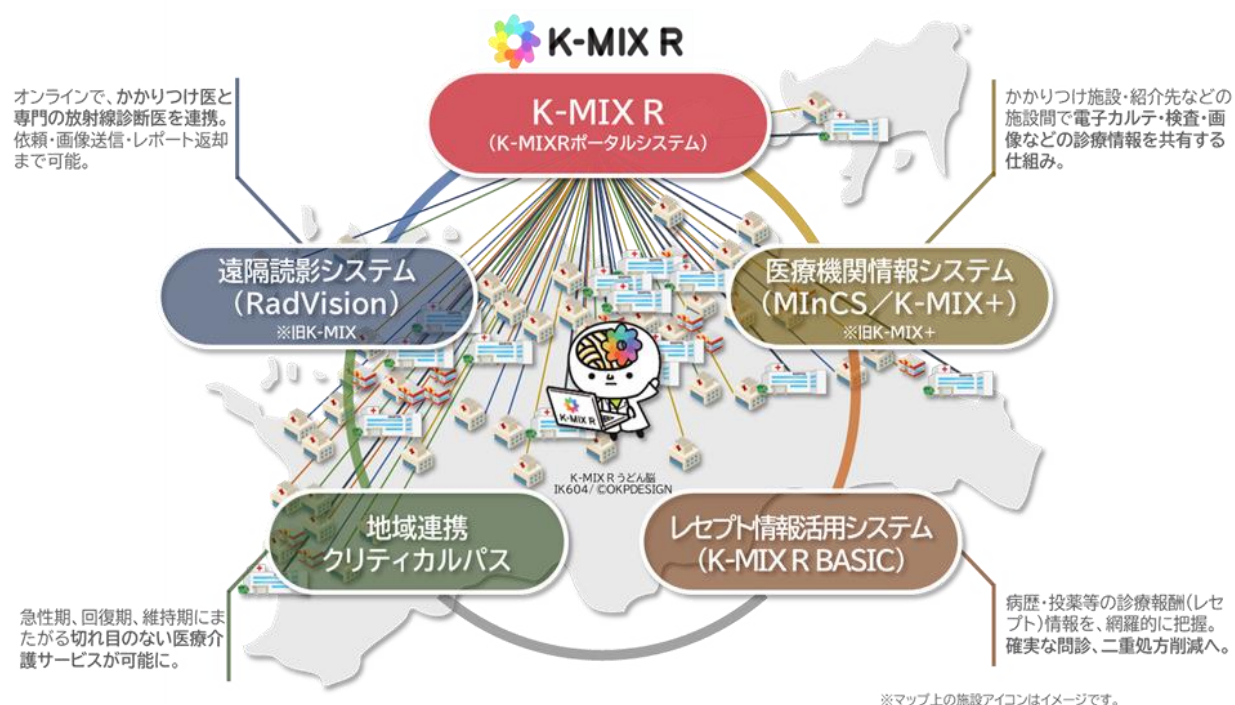 K-MIX R
K-MIX R
(K-MIXRポータルシステム)
オンラインで、かかりつけ医と
専門の放射線診断医を連携。
依頼・画像送信・レポート返却
まで可能。
かかりつけ施設・紹介先などの
施設間で電子カルテ・検査・画
像などの診療情報を共有する
仕組み。
遠隔読影システム
(RadVision)
※旧K-MIX
医療機関情報システム
(MInCS/K-MIX+)
※旧K-MIX+
K-MIX R
K-MIX R うどん脳
IK604/ ©OKPDESIGN
地域連携
クリティカルパス
レセプト情報活用システム
(K-MIX R BASIC)
急性期、回復期、維持期にま
たがる切れ目のない医療介
護サービスが可能に。
病歴・投薬等の診療報酬(レセ
プト)情報を、網羅的に把握。
確実な問診、二重処方削減へ。
※マップ上の施設アイコンはイメージです。